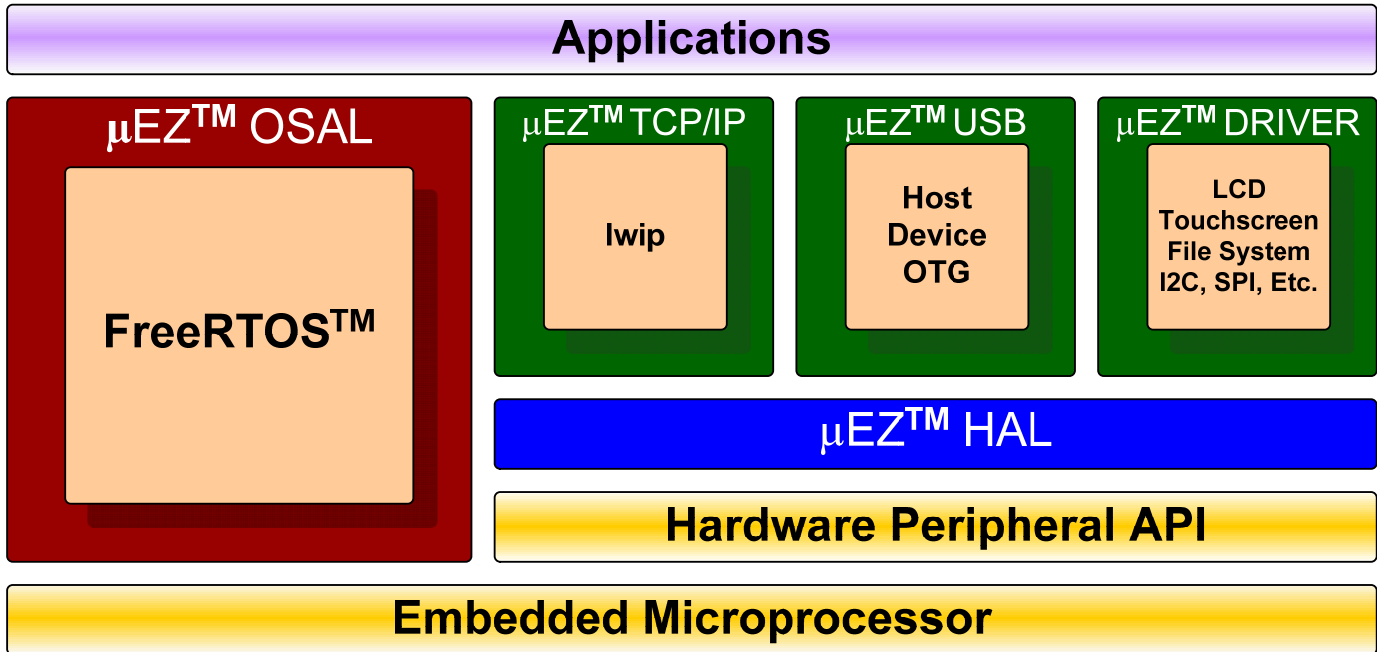 Applications
µEZ™ OSAL
FreeRTOS™
µEZ™ TCP/IP
lwip
µEZ™ USB
Host
Device
OTG
µEZ™ DRIVER
LCD
Touchscreen
File System
I2C, SPI, Etc.
µEZ™ HAL
Hardware Peripheral API
Embedded Microprocessor